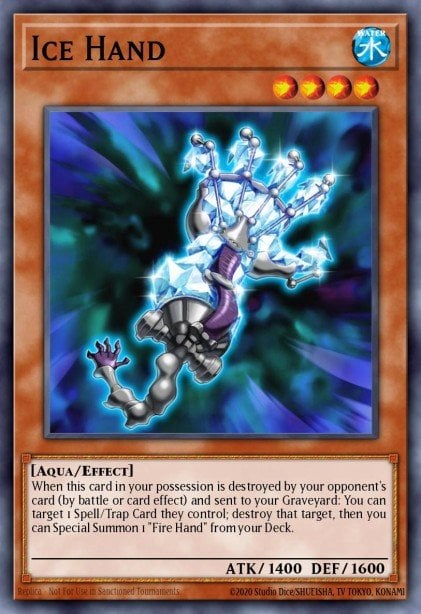 Ice Hand
WATER
水
[Aqua/Effect]
When this card in your possession is destroyed by your opponent's
card (by battle or card effect) and sent to your Graveyard: You can
target 1 Spell/Trap Card they control; destroy that target, then you
can Special Summon 1 "Fire Hand" from your Deck.
ATK/1400 DEF/1600
Replica - Not For Use in Sanctioned Tournaments
©2020 Studio Dice/SHUEISHA, TV TOKYO, KONAMI